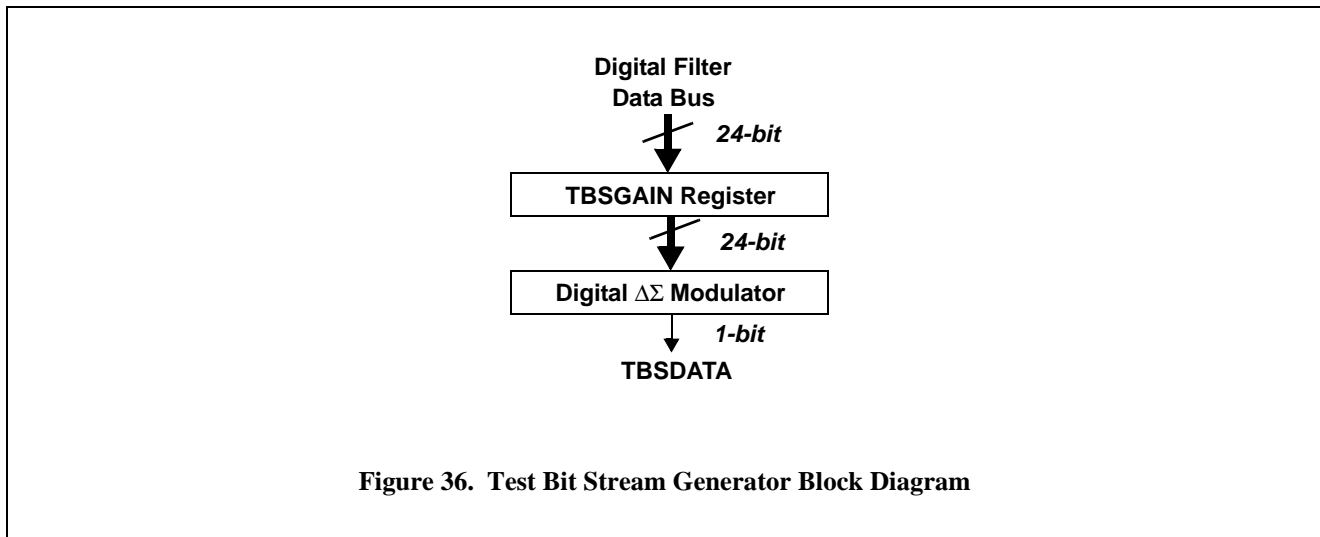 Digital Filter
Data Bus
24-bit
TBSGAIN Register
24-bit
Digital ΔΣ Modulator
1-bit
TBSDATA
Figure 36. Test Bit Stream Generator Block Diagram